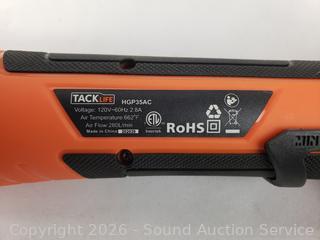 TACKLIFE HGP35AC
Voltage: 120V~60Hz 2.8A
Air Temperature 662°F
Air Flow 280L/min
Made in China
Intertek
RoHS
Copyright 2026 - Sound Auction Service